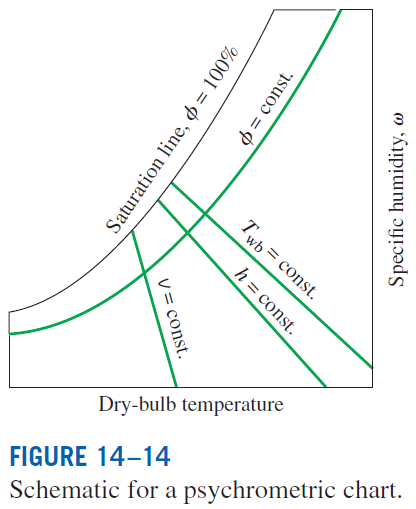 Saturation line, ϕ = 100%
ϕ = const.
Specific humidity, ω
T_wb = const.
h = const.
v = const.
Dry-bulb temperature
FIGURE 14–14
Schematic for a psychrometric chart.